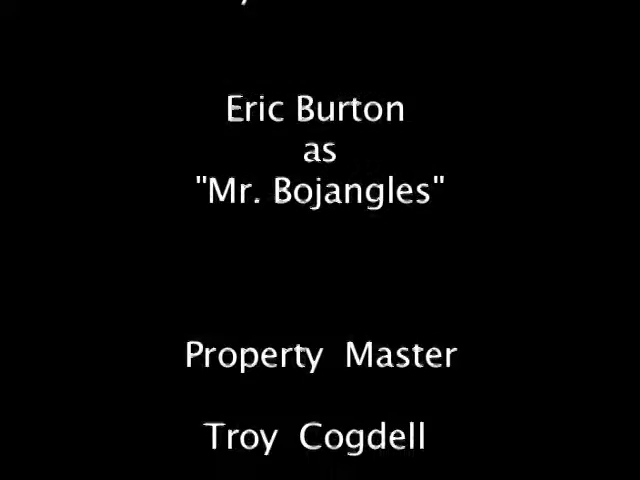 Eric Burton
as
"Mr. Bojangles"
Property Master
Troy Cogdell